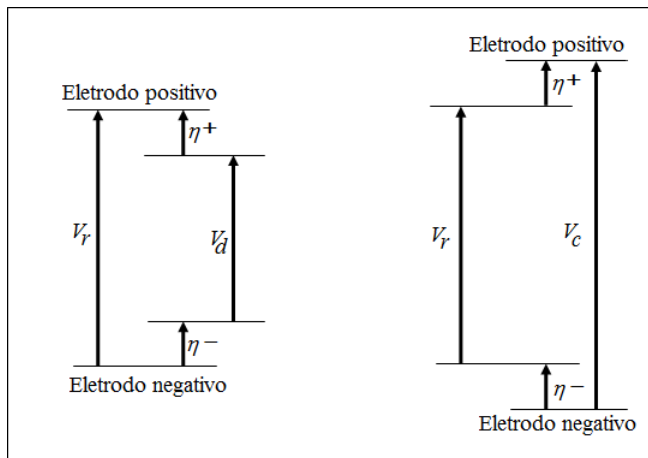 Eletrodo positivo
η+
Vr
Vd
η−
Eletrodo negativo
Eletrodo positivo
η+
Vr
Vc
η−
Eletrodo negativo